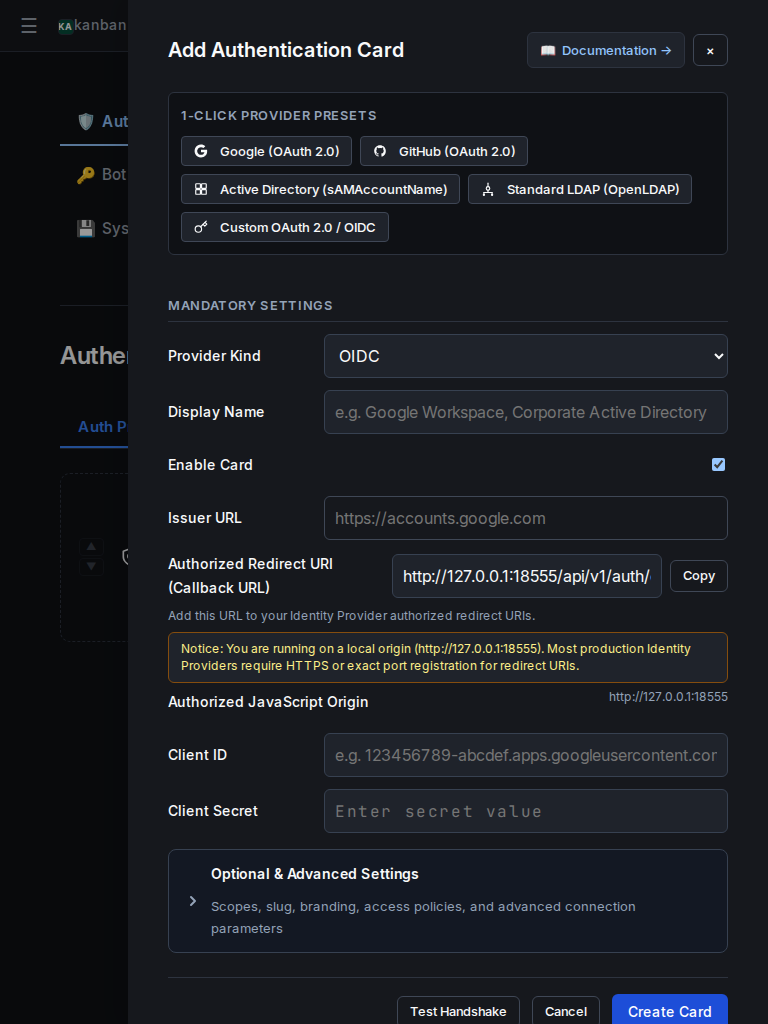 KA kanban
Add Authentication Card
Documentation →
×
Aut
Bot
Sys
Authe
Auth P
1-CLICK PROVIDER PRESETS
Google (OAuth 2.0)
GitHub (OAuth 2.0)
Active Directory (sAMAccountName)
Standard LDAP (OpenLDAP)
Custom OAuth 2.0 / OIDC
MANDATORY SETTINGS
Provider Kind
OIDC
Display Name
e.g. Google Workspace, Corporate Active Directory
Enable Card
Issuer URL
https://accounts.google.com
Authorized Redirect URI
(Callback URL)
http://127.0.0.1:18555/api/v1/auth/
Copy
Add this URL to your Identity Provider authorized redirect URIs.
Notice: You are running on a local origin (http://127.0.0.1:18555). Most production Identity
Providers require HTTPS or exact port registration for redirect URIs.
Authorized JavaScript Origin
http://127.0.0.1:18555
Client ID
e.g. 123456789-abcdef.apps.googleusercontent.com
Client Secret
Enter secret value
Optional & Advanced Settings
Scopes, slug, branding, access policies, and advanced connection
parameters
Test Handshake
Cancel
Create Card